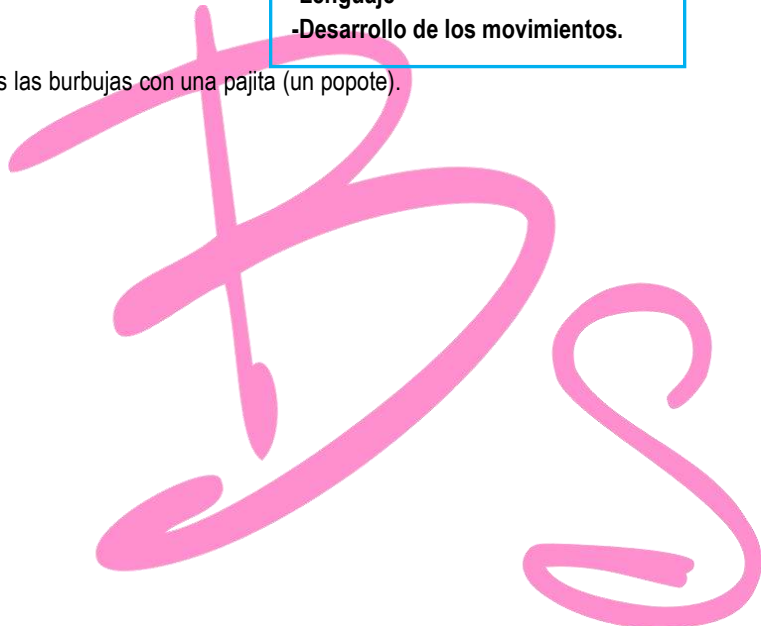 -Lenguaje
-Desarrollo de los movimientos.
s las burbujas con una pajita (un popote).
BS